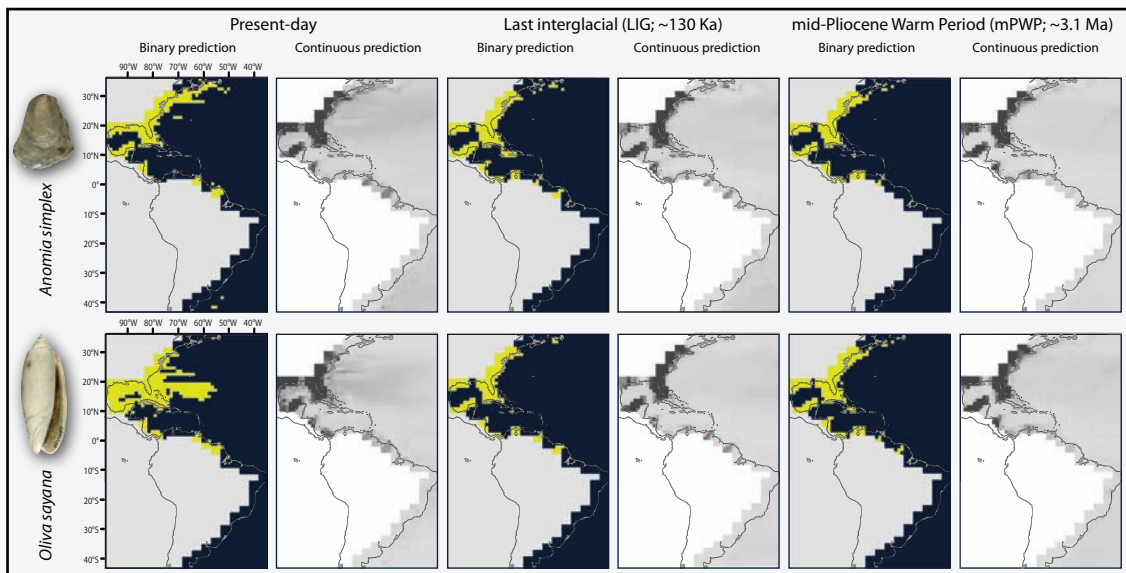 Present-day
Last interglacial (LIG; ~130 Ka)
mid-Pliocene Warm Period (mPWP; ~3.1 Ma)
Binary prediction
Continuous prediction
Binary prediction
Continuous prediction
Binary prediction
Continuous prediction
90°W 80°W 70°W 60°W 50°W 40°W
30°N
20°N
10°N
0°
10°S
20°S
30°S
40°S
Anomia simplex
90°W 80°W 70°W 60°W 50°W 40°W
30°N
20°N
10°N
0°
10°S
20°S
30°S
40°S
Oliva sayana